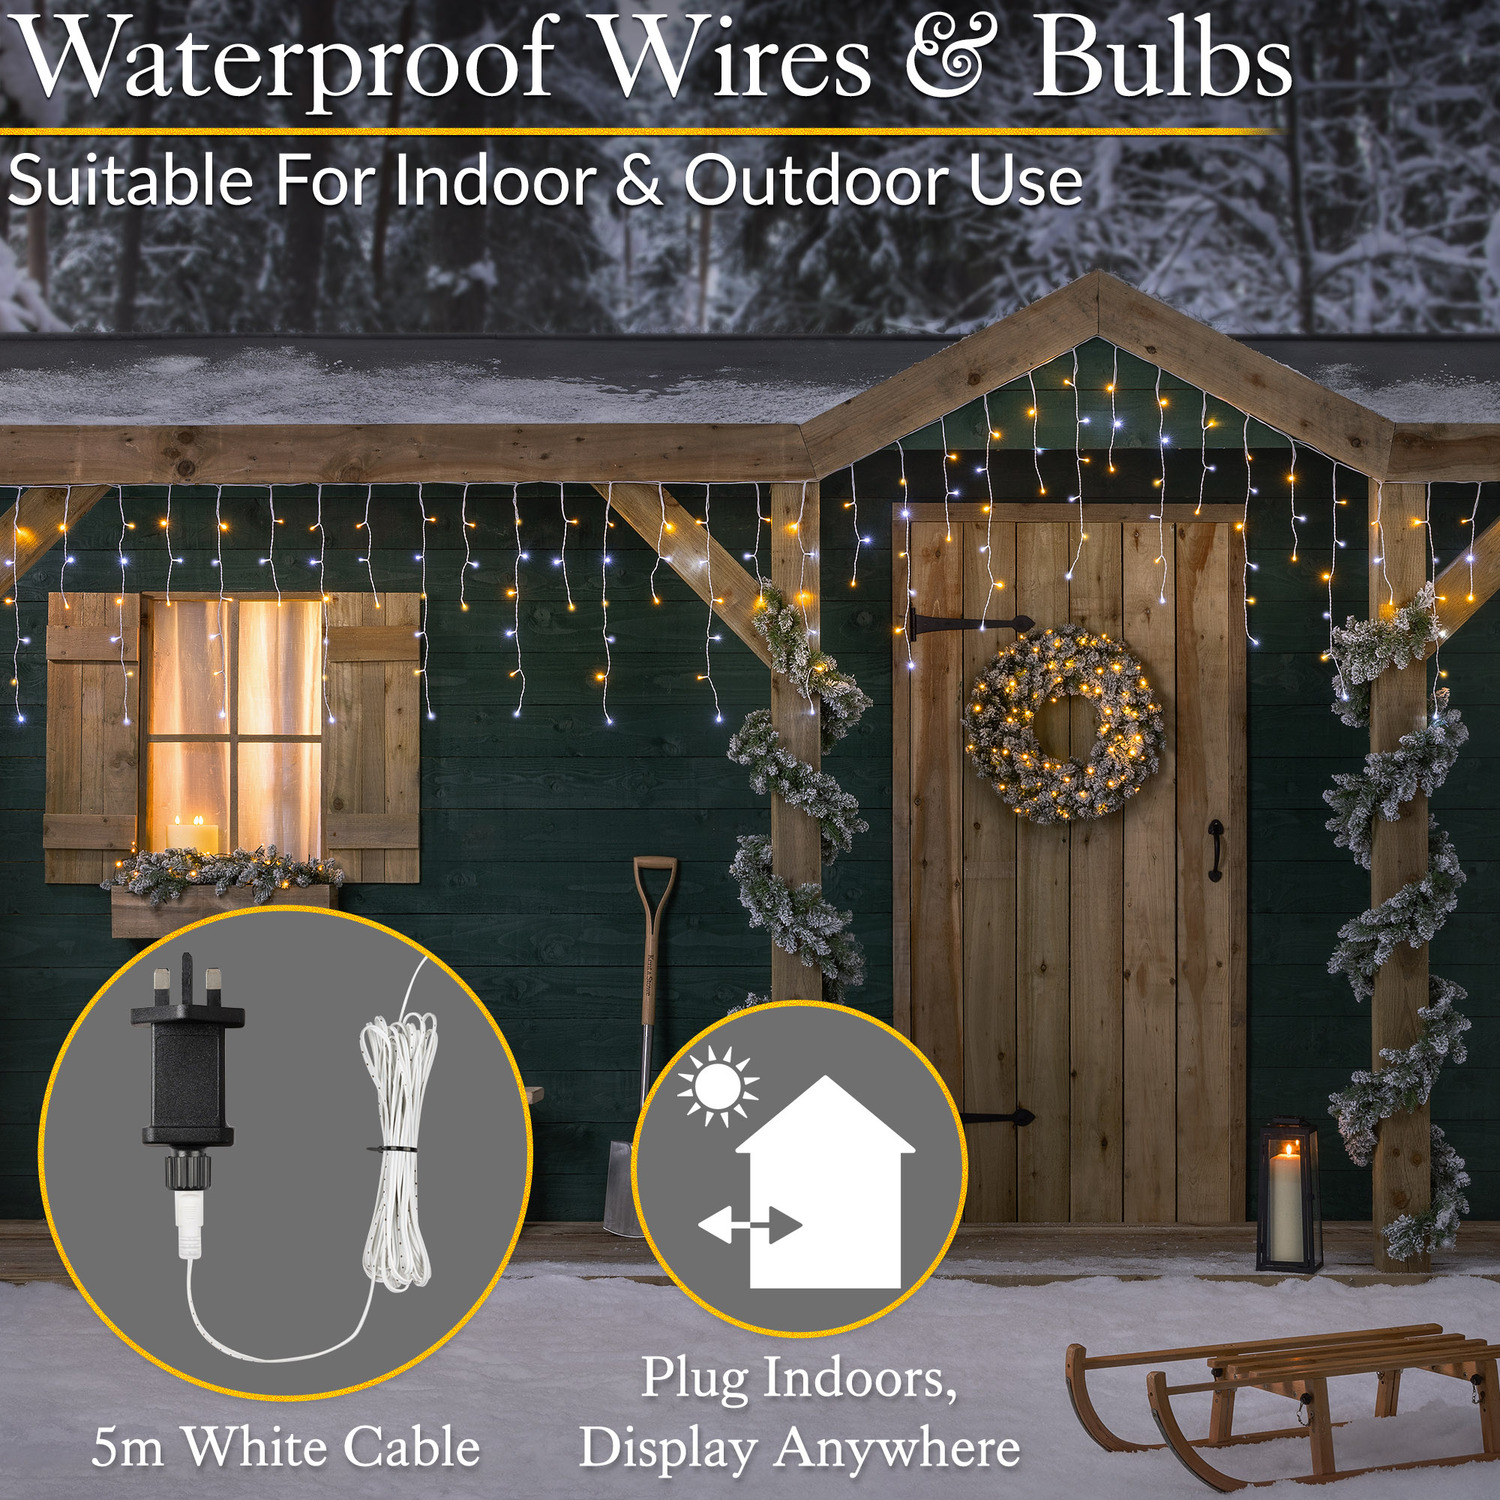 Waterproof Wires & Bulbs
Suitable For Indoor & Outdoor Use
5m White Cable
Plug Indoors,
Display Anywhere